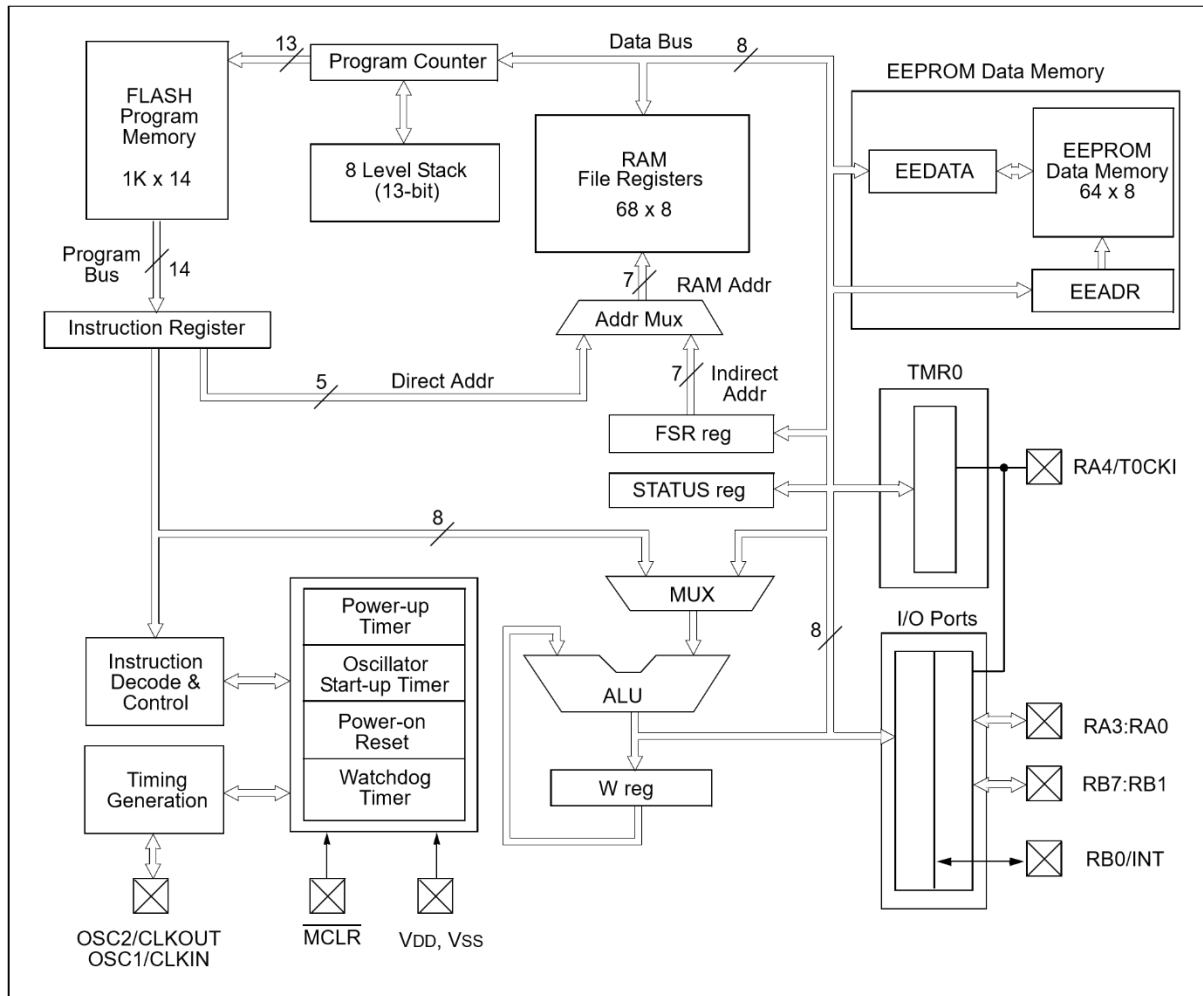 13
Program Counter
Data Bus
8
EEPROM Data Memory
FLASH
Program
Memory
1K x 14
8 Level Stack
(13-bit)
RAM
File Registers
68 x 8
EEDATA
EEPROM
Data Memory
64 x 8
Program
Bus
14
7
RAM Addr
EEADR
Instruction Register
Addr Mux
5
Direct Addr
7
Indirect
Addr
TMR0
FSR reg
RA4/T0CKI
STATUS reg
8
MUX
Power-up
Timer
8
I/O Ports
Instruction
Decode &
Control
Oscillator
Start-up Timer
ALU
Power-on
Reset
RA3:RA0
Timing
Generation
Watchdog
Timer
W reg
RB7:RB1
RB0/INT
OSC2/CLKOUT
OSC1/CLKIN
MCLR
VDD, VSS